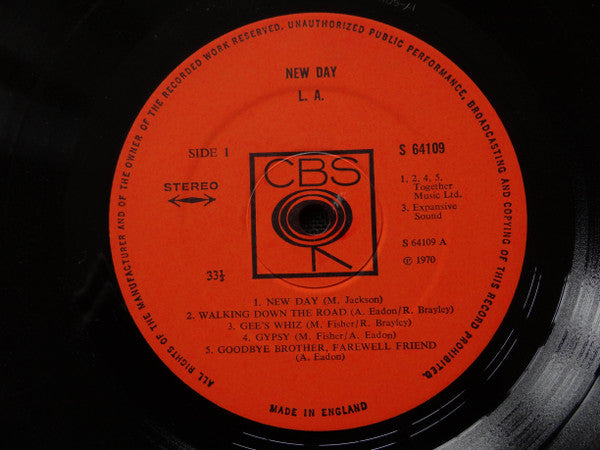 ALL RIGHTS OF THE MANUFACTURER AND OF THE OWNER OF THE RECORDED WORK RESERVED. UNAUTHORIZED PUBLIC PERFORMANCE, BROADCASTING AND COPYING OF THIS RECORD PROHIBITED.
NEW DAY
L. A.
SIDE 1
S 64109
CBS
STEREO
1, 2, 4, 5.
Together
Music Ltd.
3. Expansive
Sound
S 64109 A
℗ 1970
33⅓
1. NEW DAY (M. Jackson)
2. WALKING DOWN THE ROAD (A. Eadon/R. Brayley)
3. GEE'S WHIZ (M. Fisher/R. Brayley)
4. GYPSY (M. Fisher/A. Eadon)
5. GOODBYE BROTHER, FAREWELL FRIEND
(A. Eadon)
MADE IN ENGLAND